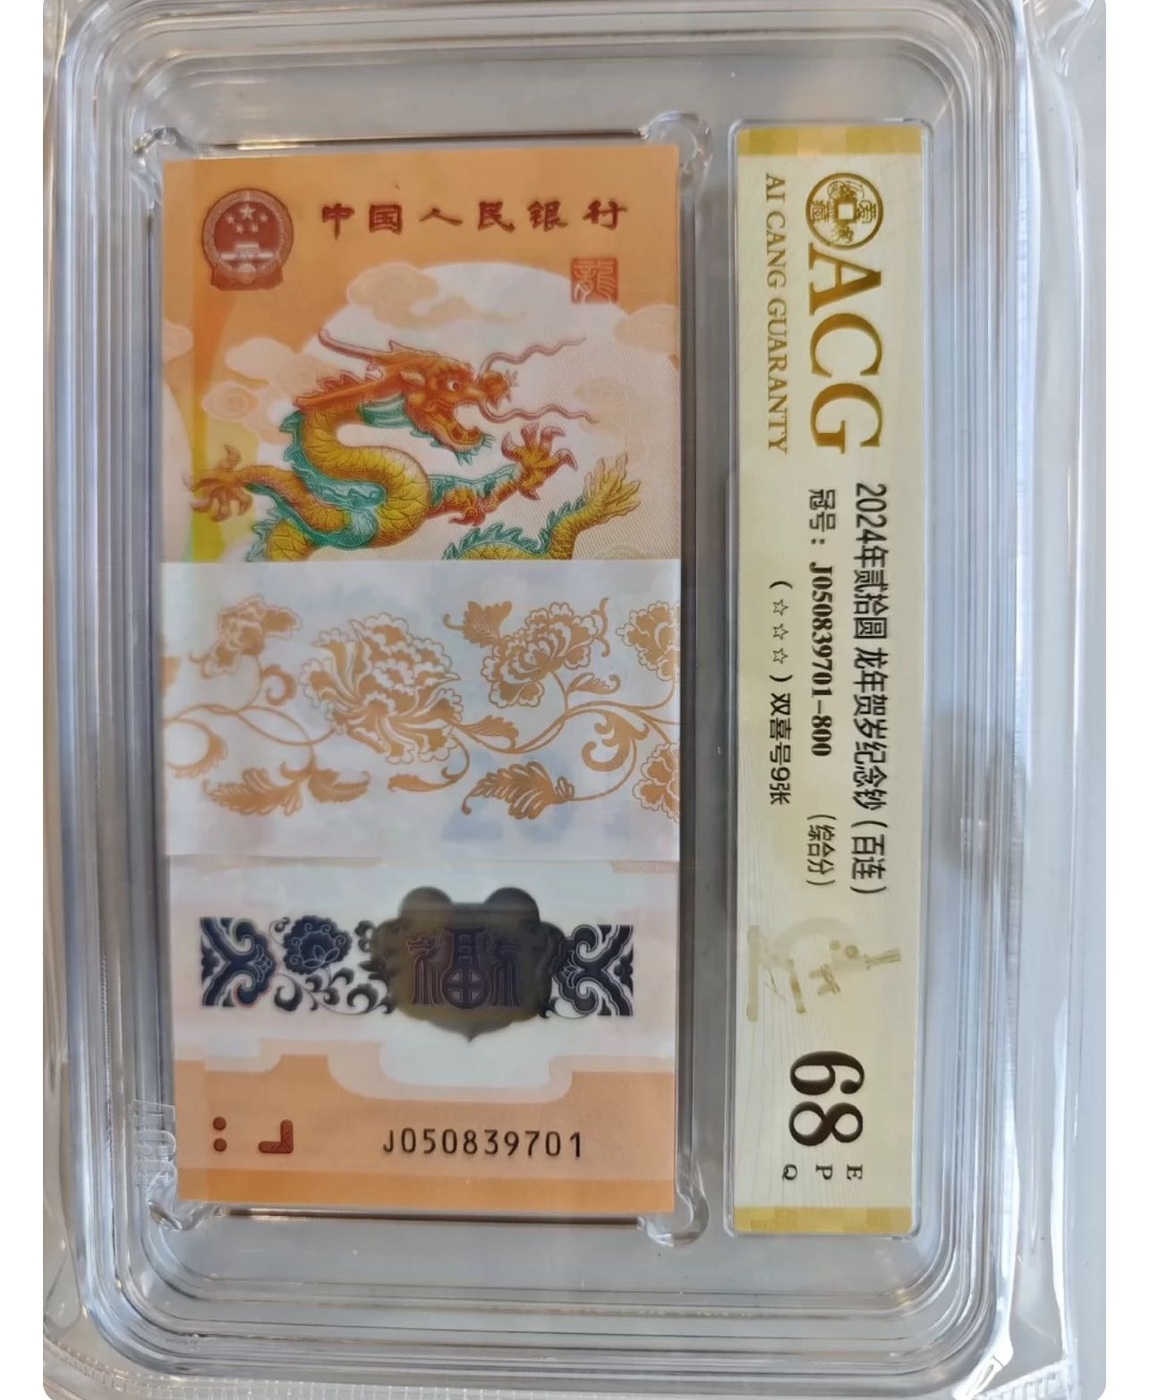 中国人民银行
龍
福
J050839701
ACG
AI CANG GUARANTY
2024年贰拾圆 龙年贺岁纪念钞（百连）
冠号：J050839701-800 （综合分）
（☆☆☆）双喜号9张
68
E
P
Q